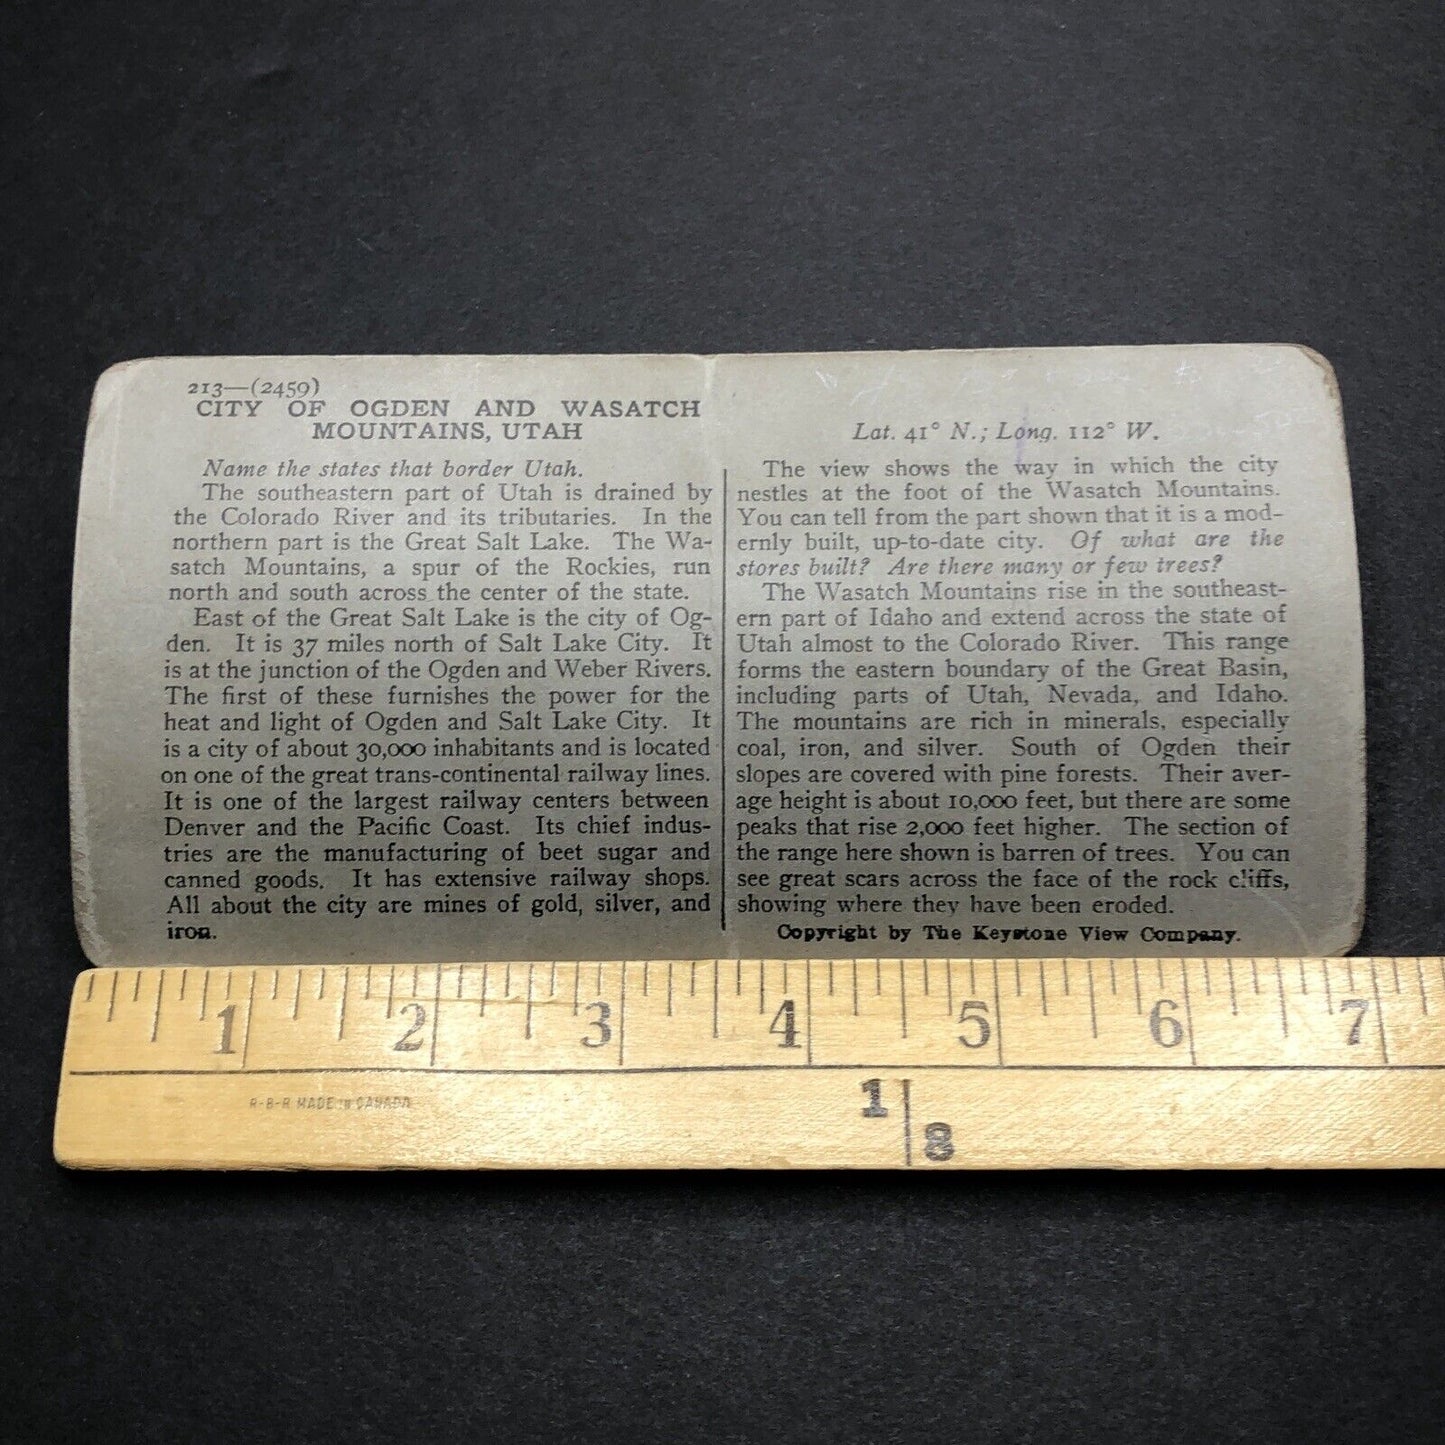 213—(2459)
CITY OF OGDEN AND WASATCH
MOUNTAINS, UTAH
Name the states that border Utah.
The southeastern part of Utah is drained by
the Colorado River and its tributaries. In the
northern part is the Great Salt Lake. The Wa-
satch Mountains, a spur of the Rockies, run
north and south across the center of the state.
East of the Great Salt Lake is the city of Og-
den. It is 37 miles north of Salt Lake City. It
is at the junction of the Ogden and Weber Rivers.
The first of these furnishes the power for the
heat and light of Ogden and Salt Lake City. It
is a city of about 30,000 inhabitants and is located
on one of the great trans-continental railway lines.
It is one of the largest railway centers between
Denver and the Pacific Coast. Its chief indus-
tries are the manufacturing of beet sugar and
canned goods. It has extensive railway shops.
All about the city are mines of gold, silver, and
iron.
Lat. 41° N.; Long. 112° W.
The view shows the way in which the city
nestles at the foot of the Wasatch Mountains.
You can tell from the part shown that it is a mod-
ernly built, up-to-date city. Of what are the
stores built? Are there many or few trees?
The Wasatch Mountains rise in the southeast-
ern part of Idaho and extend across the state of
Utah almost to the Colorado River. This range
forms the eastern boundary of the Great Basin,
including parts of Utah, Nevada, and Idaho.
The mountains are rich in minerals, especially
coal, iron, and silver. South of Ogden their
slopes are covered with pine forests. Their aver-
age height is about 10,000 feet, but there are some
peaks that rise 2,000 feet higher. The section of
the range here shown is barren of trees. You can
see great scars across the face of the rock cliffs,
showing where they have been eroded.
Copyright by The Keystone View Company.
1 2 3 4 5 6 7
R-B-R MADE IN CANADA
1
8